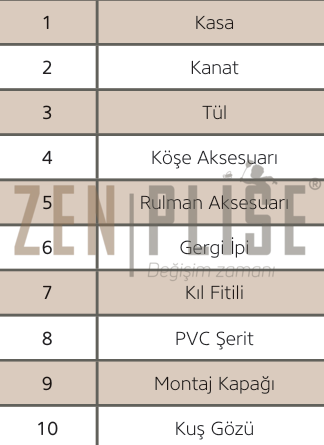 1 Kasa
2 Kanat
3 Tül
4 Köşe Aksesuarı
5 Rulman Aksesuarı
6 Gergi İpi
7 Kıl Fitili
8 PVC Şerit
9 Montaj Kapağı
10 Kuş Gözü
ZEN PLİSE®
Değişim zamanı